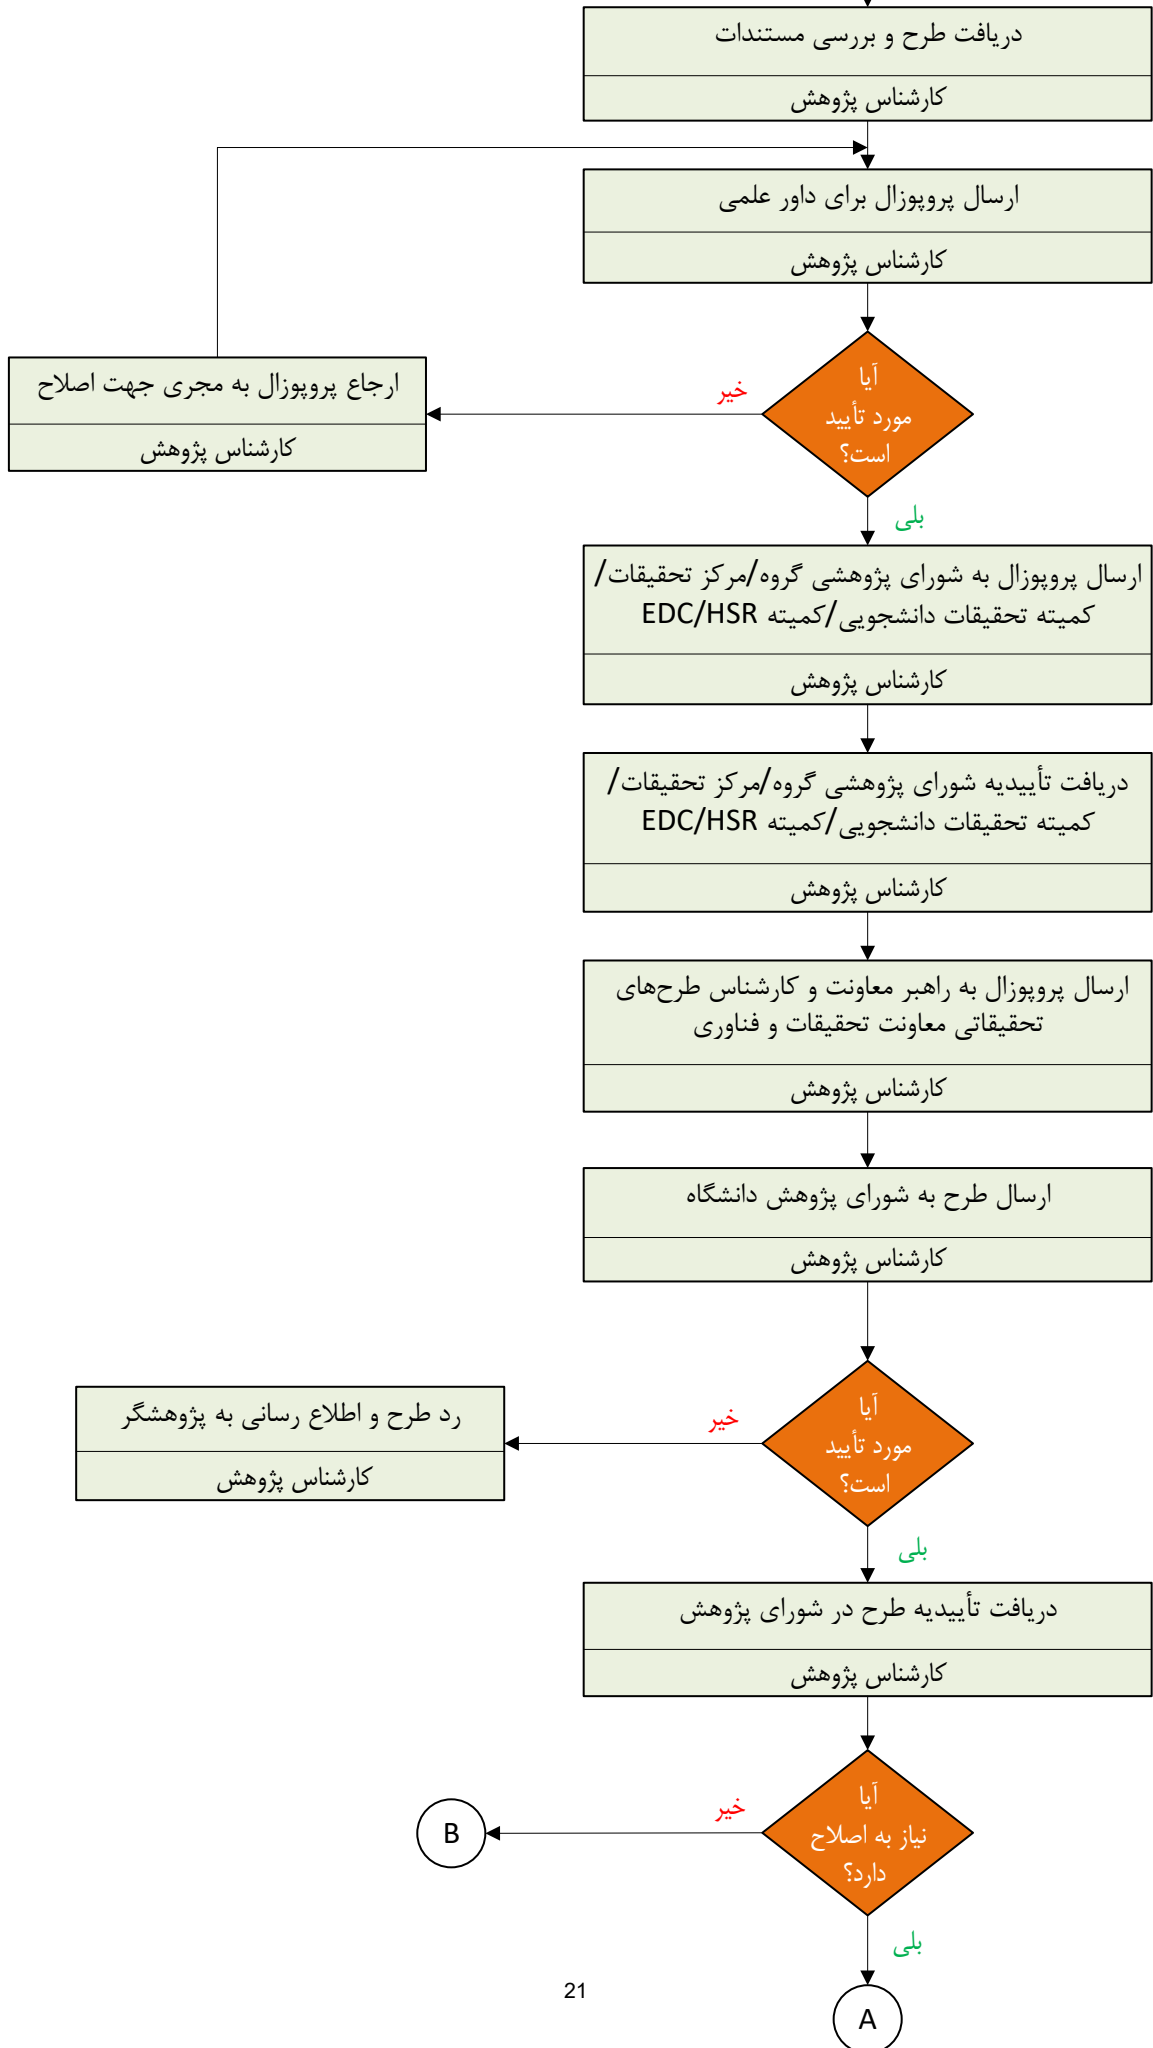 دریافت طرح و بررسی مستندات
کارشناس پژوهش
ارسال پروپوزال برای داور علمی
کارشناس پژوهش
آیا
مورد تأیید
است؟
خیر
ارجاع پروپوزال به مجری جهت اصلاح
کارشناس پژوهش
بلی
ارسال پروپوزال به شورای پژوهشی گروه/مرکز تحقیقات/
کمیته تحقیقات دانشجویی/کمیته EDC/HSR
کارشناس پژوهش
دریافت تأییدیه شورای پژوهشی گروه/مرکز تحقیقات/
کمیته تحقیقات دانشجویی/کمیته EDC/HSR
کارشناس پژوهش
ارسال پروپوزال به راهبر معاونت و کارشناس طرح‌های
تحقیقاتی معاونت تحقیقات و فناوری
کارشناس پژوهش
ارسال طرح به شورای پژوهش دانشگاه
کارشناس پژوهش
آیا
مورد تأیید
است؟
خیر
رد طرح و اطلاع رسانی به پژوهشگر
کارشناس پژوهش
بلی
دریافت تأییدیه طرح در شورای پژوهش
کارشناس پژوهش
آیا
نیاز به اصلاح
دارد؟
خیر
B
بلی
A
21